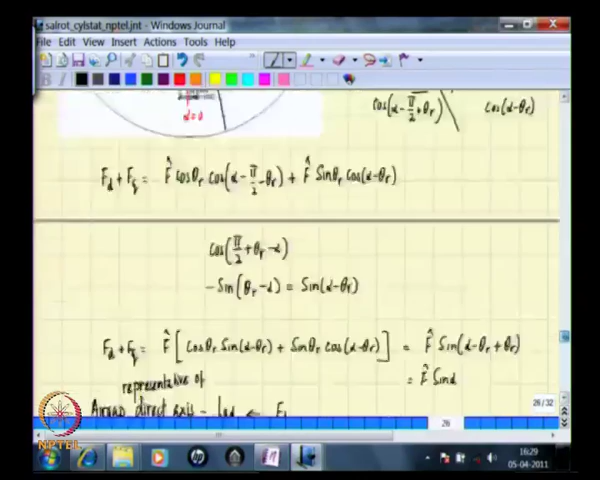 salrot_cylstat_nptel.jnt - Windows Journal
File Edit View Insert Actions Tools Help
α=0
cos(α-π/2+θr) cos(α-θr)
Fd + Fq = F̂ cosθr cos(α-π/2-θr) + F̂ Sinθr cos(α-θr)
cos(π/2+θr-α)
-Sin(θr-α) = Sin(α-θr)
Fd + Fq = F̂ [cosθr Sin(α-θr) + Sinθr cos(α-θr)] = F̂ Sin(α-θr+θr)
= F̂ Sinα
representative of
direct axis - Lad ← Fd
28/32
26
NPTEL
16:29
05-04-2011